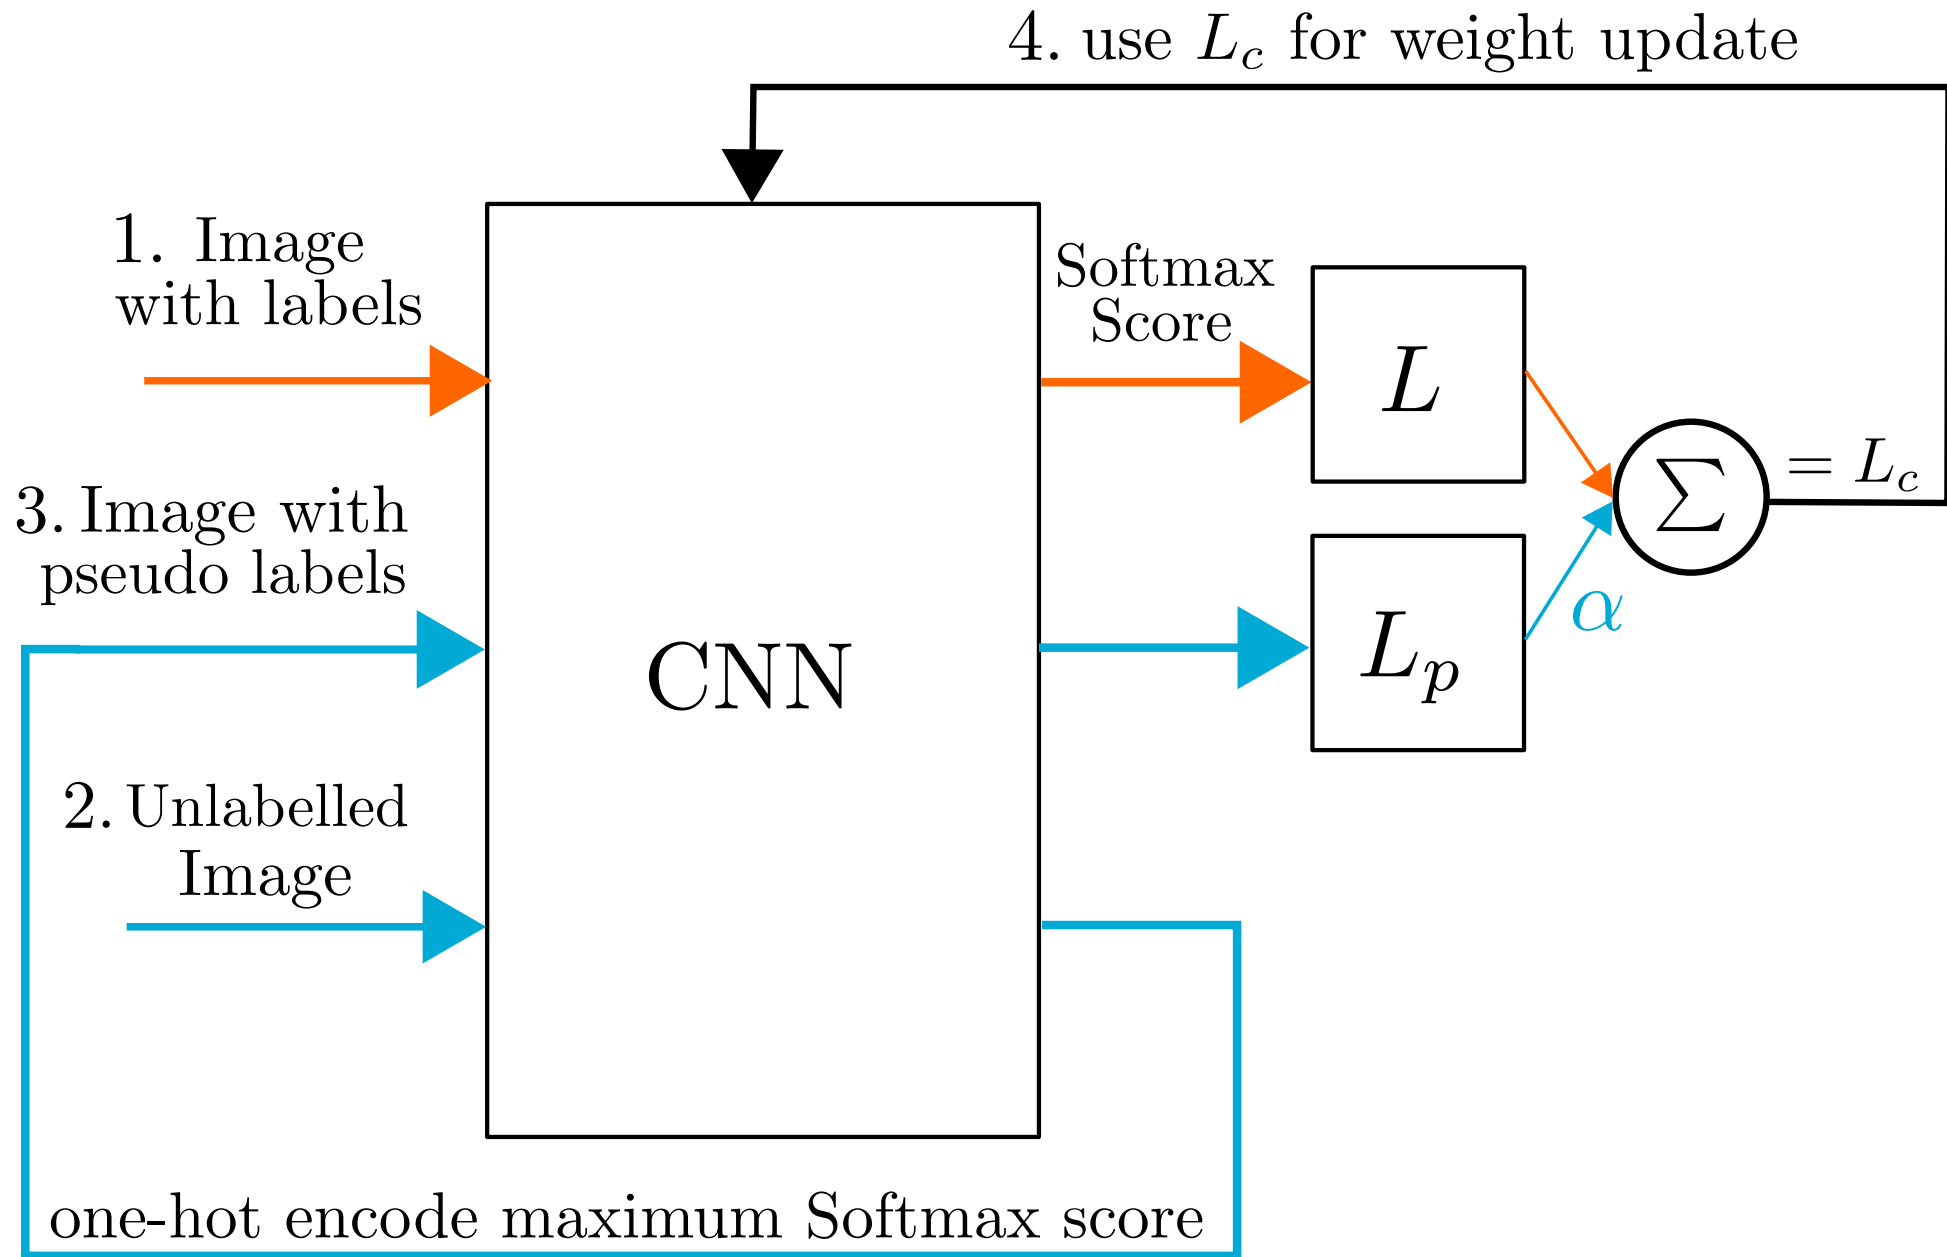 4. use L_c for weight update
1. Image
with labels
Softmax
Score
L
= L_c
∑
3. Image with
pseudo labels
α
CNN
L_p
2. Unlabelled
Image
one-hot encode maximum Softmax score